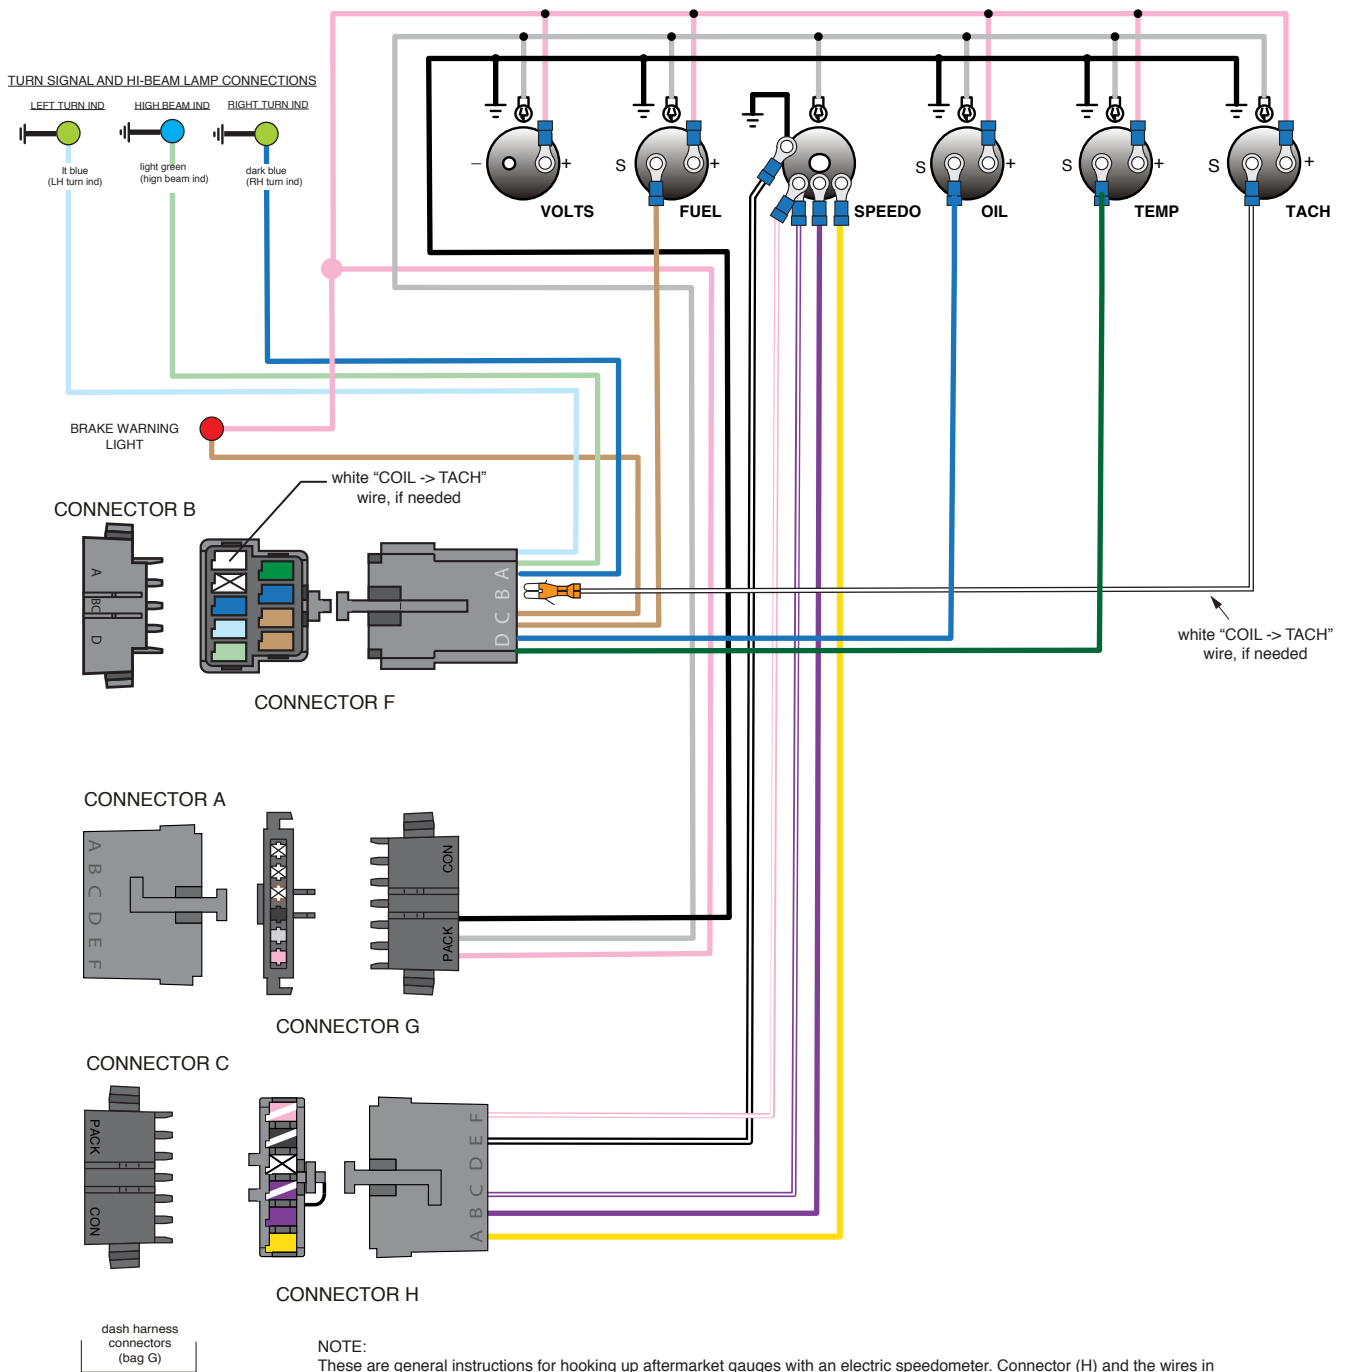 TURN SIGNAL AND HI-BEAM LAMP CONNECTIONS
LEFT TURN IND
HIGH BEAM IND
RIGHT TURN IND
lt blue
(LH turn ind)
light green
(hign beam ind)
dark blue
(RH turn ind)
−
+
VOLTS
S
+
FUEL
SPEEDO
S
+
OIL
S
+
TEMP
S
+
TACH
BRAKE WARNING
LIGHT
white “COIL -> TACH”
wire, if needed
CONNECTOR B
A
BC
D
D C B A
CONNECTOR F
white “COIL -> TACH”
wire, if needed
CONNECTOR A
A B C D E F
CON
PACK
CONNECTOR G
CONNECTOR C
PACK
CON
A B C D E F
CONNECTOR H
dash harness
connectors
(bag G)
NOTE:
These are general instructions for hooking up aftermarket gauges with an electric speedometer. Connector (H) and the wires in